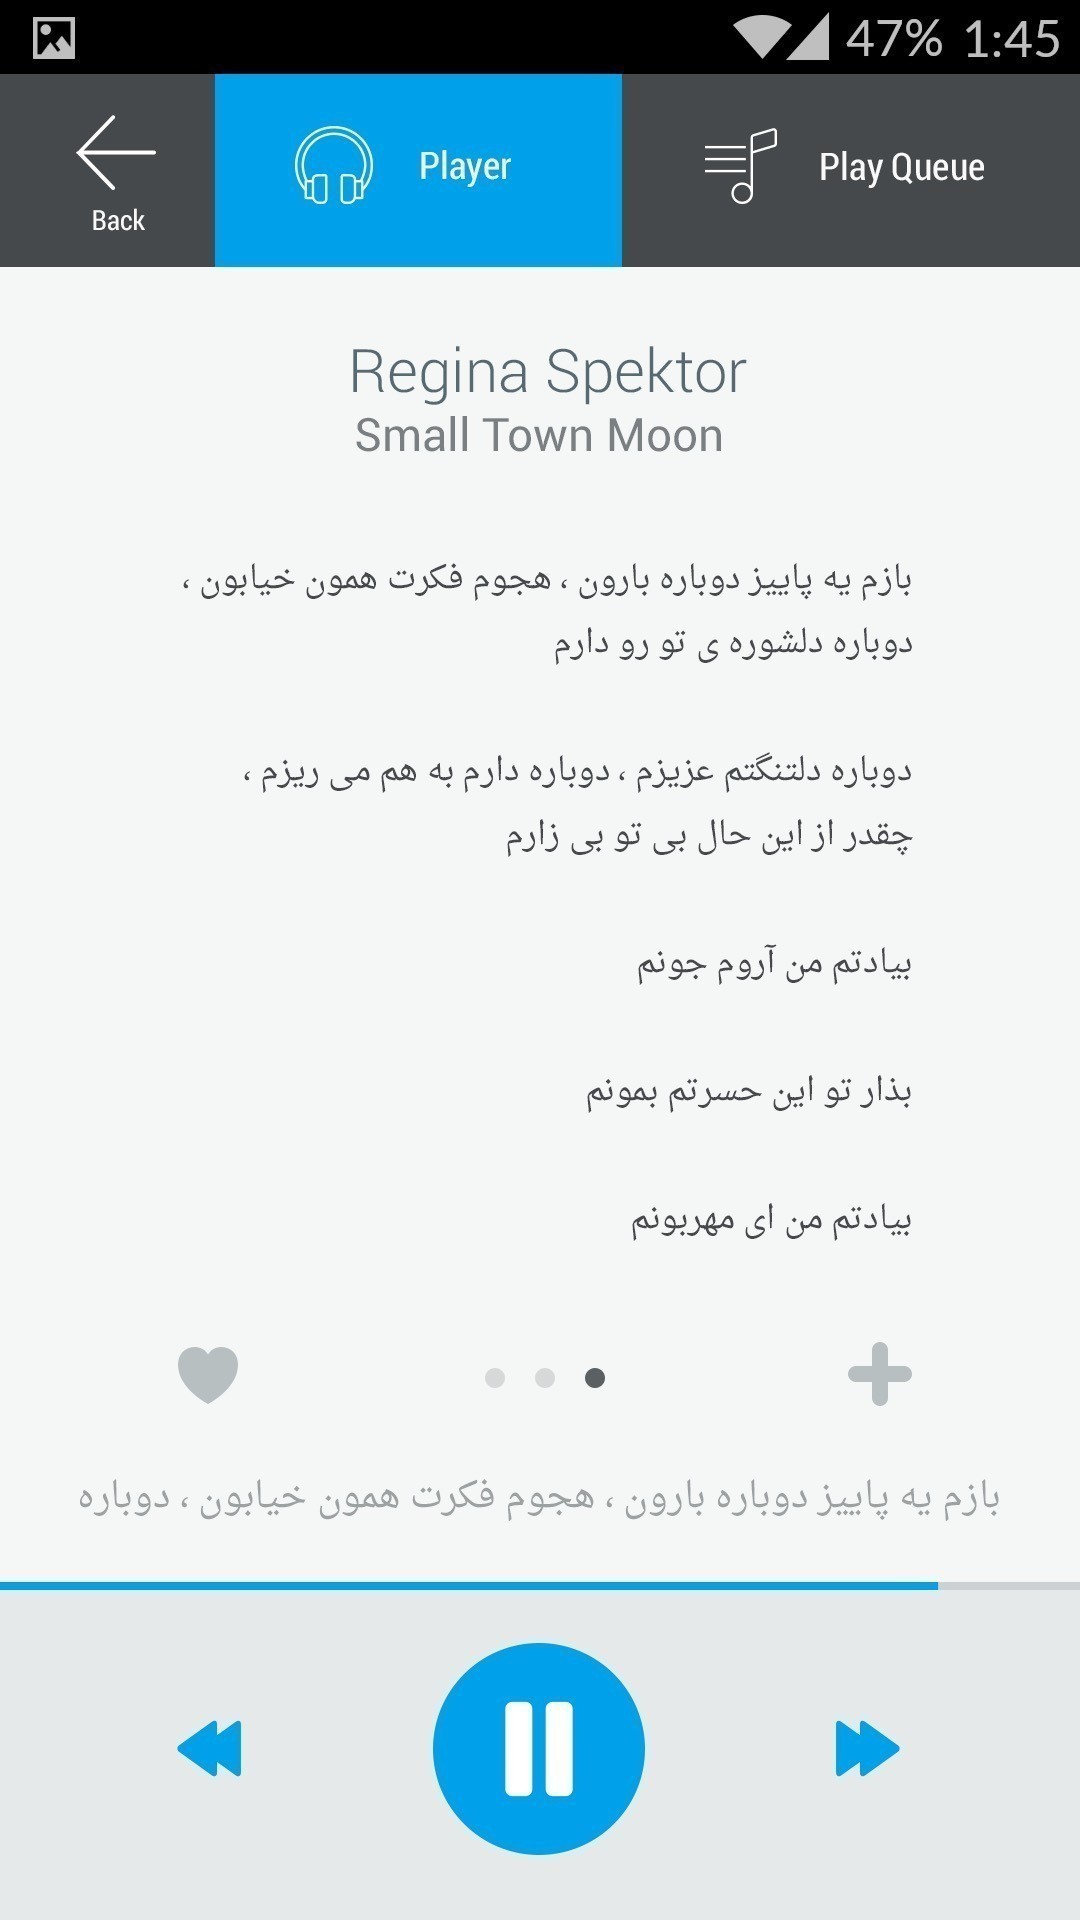 47% 1:45
Back
Player
Play Queue
Regina Spektor
Small Town Moon
بازم یه پاییز دوباره بارون ، هجوم فکرت همون خیابون ،
دوباره دلشوره ی تو رو دارم
دوباره دلتنگتم عزیزم ، دوباره دارم به هم می ریزم ،
چقدر از این حال بی تو بی زارم
بیادتم من آروم جونم
بذار تو این حسرتم بمونم
بیادتم من ای مهربونم
بازم یه پاییز دوباره بارون ، هجوم فکرت همون خیابون ، دوباره